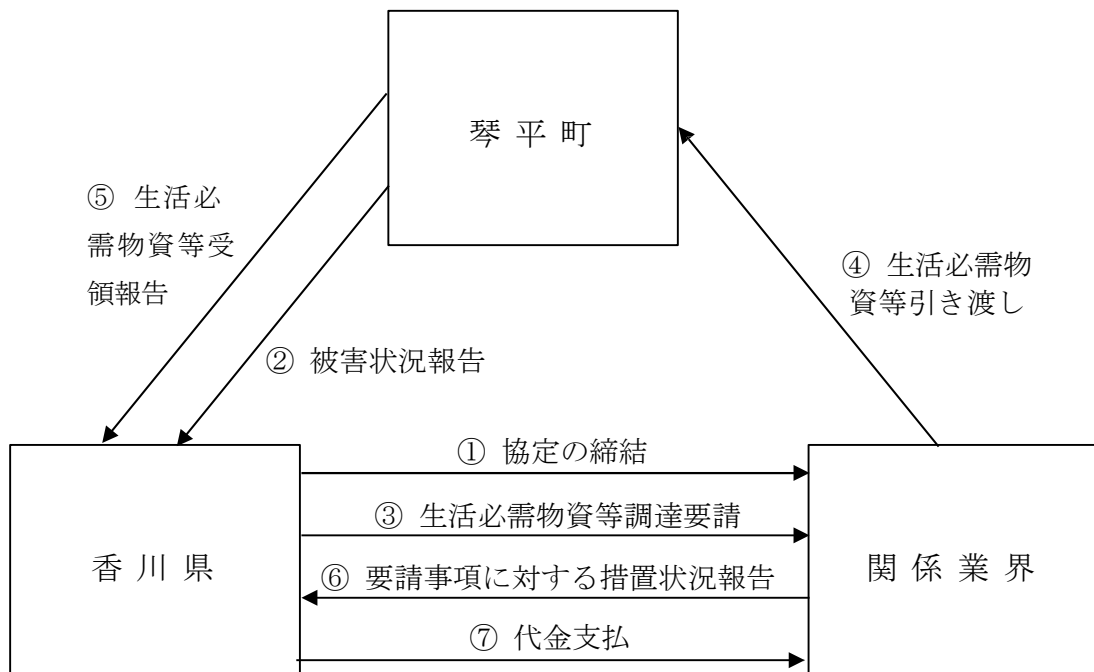 琴平町
⑤ 生活必
需物資等受
領報告
④ 生活必需物
資等引き渡し
② 被害状況報告
① 協定の締結
③ 生活必需物資等調達要請
香川県
関係業界
⑥ 要請事項に対する措置状況報告
⑦ 代金支払